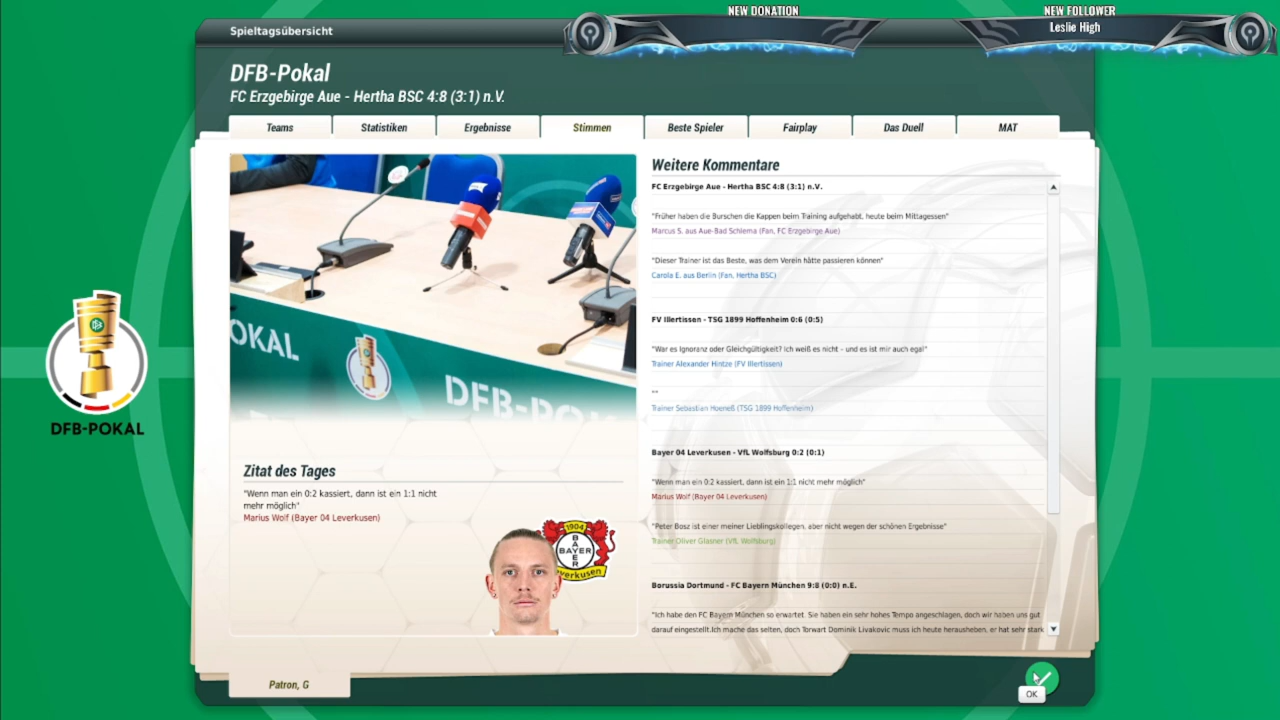 NEW DONATION
NEW FOLLOWER
Leslie High
Spieltagsübersicht
DFB-Pokal
FC Erzgebirge Aue - Hertha BSC 4:8 (3:1) n.V.
Teams
Statistiken
Ergebnisse
Stimmen
Beste Spieler
Fairplay
Das Duell
MAT
OKAL
DFB-PO
DFB-POKAL
Zitat des Tages
"Wenn man ein 0:2 kassiert, dann ist ein 1:1 nicht
mehr möglich"
Marius Wolf (Bayer 04 Leverkusen)
1904
BAYER
BAYER
verkusen
Weitere Kommentare
FC Erzgebirge Aue - Hertha BSC 4:8 (3:1) n.V.
"Früher haben die Burschen die Kappen beim Training aufgehabt, heute beim Mittagessen"
Marcus S. aus Aue-Bad Schlema (Fan, FC Erzgebirge Aue)
"Dieser Trainer ist das Beste, was dem Verein hätte passieren können"
Carola E. aus Berlin (Fan, Hertha BSC)
FV Illertissen - TSG 1899 Hoffenheim 0:6 (0:5)
"War es Ignoranz oder Gleichgültigkeit? Ich weiß es nicht – und es ist mir auch egal"
Trainer Alexander Hintze (FV Illertissen)
""
Trainer Sebastian Hoeneß (TSG 1899 Hoffenheim)
Bayer 04 Leverkusen - VfL Wolfsburg 0:2 (0:1)
"Wenn man ein 0:2 kassiert, dann ist ein 1:1 nicht mehr möglich"
Marius Wolf (Bayer 04 Leverkusen)
"Peter Bosz ist einer meiner Lieblingskollegen, aber nicht wegen der schönen Ergebnisse"
Trainer Oliver Glasner (VfL Wolfsburg)
Borussia Dortmund - FC Bayern München 9:8 (0:0) n.E.
"Ich habe den FC Bayern München so erwartet. Sie haben ein sehr hohes Tempo angeschlagen, doch wir haben uns gut
darauf eingestellt.Ich mache das selten, doch Torwart Dominik Livakovic muss ich heute herausheben, er hat sehr stark
Patron, G
OK